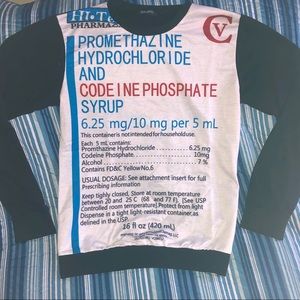 HI-TECH
PHARMA
CV
PROMETHAZINE
HYDROCHLORIDE
AND
CODEINE PHOSPHATE
SYRUP
6.25 mg/10 mg per 5 mL
This container is not intended for household use.
Each 5 mL contains:
Promthazine Hydrochloride 6.25 mg
Codeine Phosphate 10mg
Alcohol 7 %
Contains FD&C Yellow No.6
USUAL DOSAGE: See attachment insert for full
Prescribing information
Keep tightly closed, Store at room temperature
between 20 and 25 C (68 and 77 F). [See USP
Controlled room temperature].Protect from light
Dispense in a tight light-resistant container,as
defined in the USP.
16 fl oz (420 mL)